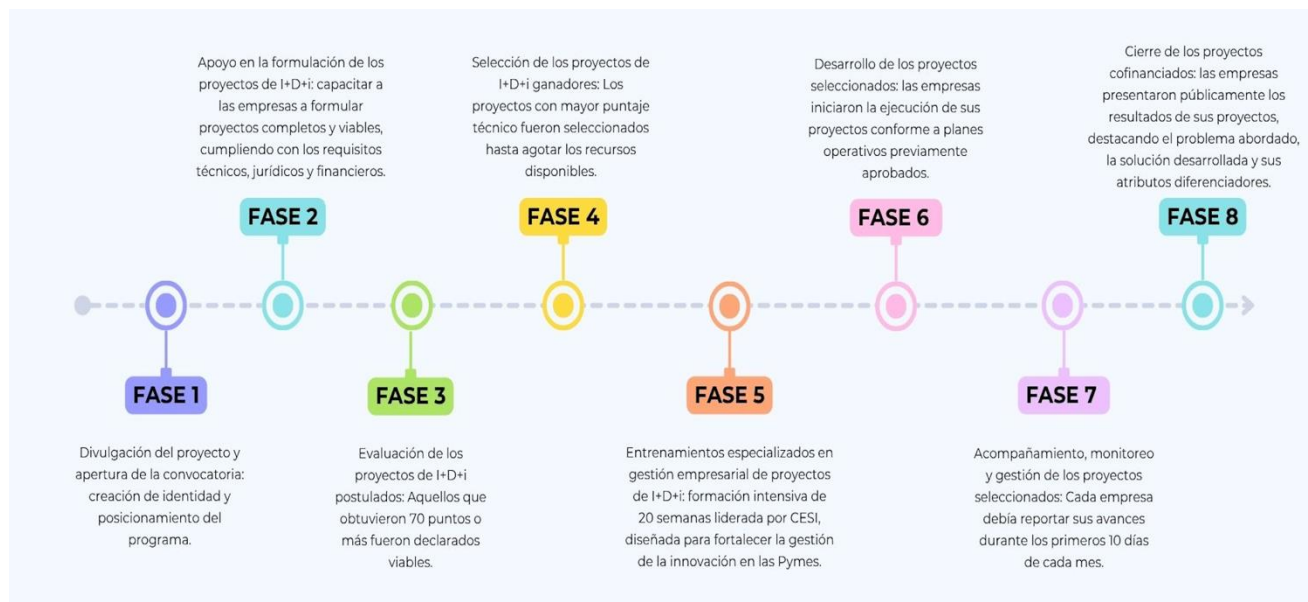 Apoyo en la formulación de los
proyectos de I+D+i: capacitar a
las empresas a formular
proyectos completos y viables,
cumpliendo con los requisitos
técnicos, jurídicos y financieros.
Selección de los proyectos de
I+D+i ganadores: Los
proyectos con mayor puntaje
técnico fueron seleccionados
hasta agotar los recursos
disponibles.
Desarrollo de los proyectos
seleccionados: las empresas
iniciaron la ejecución de sus
proyectos conforme a planes
operativos previamente
aprobados.
Cierre de los proyectos
cofinanciados: las empresas
presentaron públicamente los
resultados de sus proyectos,
destacando el problema abordado,
la solución desarrollada y sus
atributos diferenciadores.
FASE 2
FASE 4
FASE 6
FASE 8
FASE 1
FASE 3
FASE 5
FASE 7
Divulgación del proyecto y
apertura de la convocatoria:
creación de identidad y
posicionamiento del
programa.
Evaluación de los
proyectos de I+D+i
postulados: Aquellos que
obtuvieron 70 puntos o
más fueron declarados
viables.
Entrenamientos especializados en
gestión empresarial de proyectos
de I+D+i: formación intensiva de
20 semanas liderada por CESI,
diseñada para fortalecer la gestión
de la innovación en las Pymes.
Acompañamiento, monitoreo
y gestión de los proyectos
seleccionados: Cada empresa
debía reportar sus avances
durante los primeros 10 días
de cada mes.